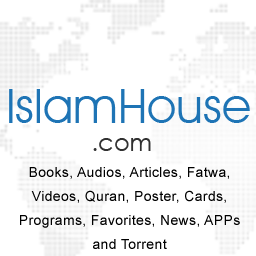 IslamHouse
.com
Books, Audios, Articles, Fatwa,
Videos, Quran, Poster, Cards,
Programs, Favorites, News, APPs
and Torrent